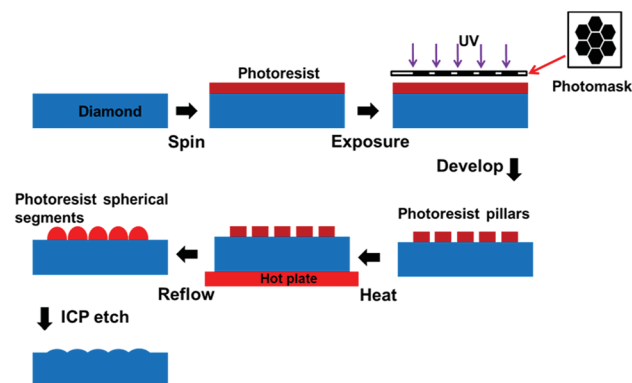 UV
Photoresist
Photomask
Diamond
Spin
Exposure
Develop
Photoresist spherical
segments
Photoresist pillars
Hot plate
Reflow
Heat
ICP etch